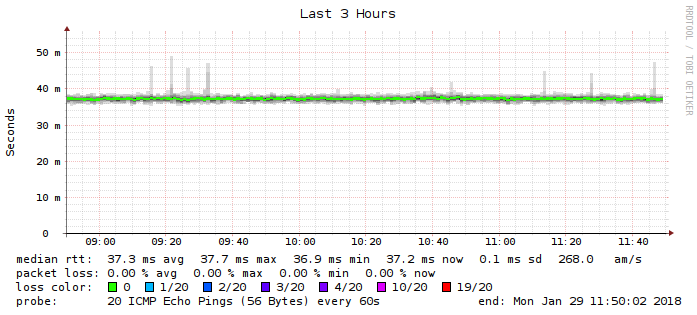 Last 3 Hours
RRDTOOL / TOBI OETIKER
Seconds
50 m
40 m
30 m
20 m
10 m
0
09:00 09:20 09:40 10:00 10:20 10:40 11:00 11:20 11:40
median rtt: 37.3 ms avg 37.7 ms max 36.9 ms min 37.2 ms now 0.1 ms sd 268.0 am/s
packet loss: 0.00 % avg 0.00 % max 0.00 % min 0.00 % now
loss color: 0 1/20 2/20 3/20 4/20 10/20 19/20
probe: 20 ICMP Echo Pings (56 Bytes) every 60s end: Mon Jan 29 11:50:02 2018